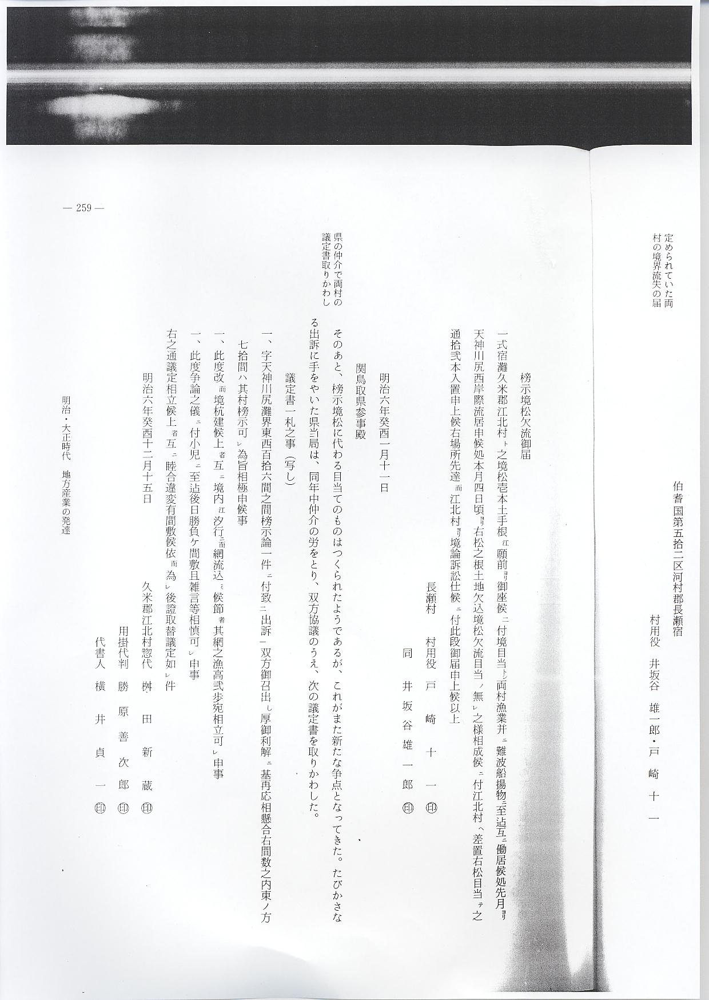 定められていた両
村の境界流失の届
伯耆国第五拾二区河村郡長瀬宿
村用役　井坂谷　雄一郎・戸崎十一
榜示境松欠流御届
一式宿灘久米郡江北村ト之境松壱本土手根江願前ヨリ御座候ニ付境目当トシ両村漁業并ニ難波船揚物ニ至迠互ニ働居候処先月ヨリ
天神川尻西岸際流居申候処本月四日頃ヨリ右松之根土地欠込境松欠流目当ノ無レ之様相成候ニ付江北村ヘ差置右松目当テ之
通拾弐本入置申上候右場所先達而江北村ヨリ境論訴訟仕候ニ付此段御届申上候以上
長瀬村　村用役　戸崎十一㊞
同　井坂谷雄一郎㊞
明治六年癸酉一月十一日
関鳥取県参事殿
県の仲介で両村の
議定書取りかわし
そのあと、榜示境松に代わる目当てのものはつくられたようであるが、これがまた新たな争点となってきた。たびかさな
る出訴に手をやいた県当局は、同年中仲介の労をとり、双方協議のうえ、次の議定書を取りかわした。
議定書一札之事（写し）
一、字天神川尻灘界東西百拾六間之間榜示論一件ニ付致ニ出訴一双方御召出し厚御利解ニ基再応相懸合右間数之内東ノ方
七拾間ハ其村榜示可レ為旨相極申候事
一、此度改而境杭建候上者互ニ境内江汐行ニ而網流込ミ候節者其網之漁高弐歩宛相立可レ申事
一、此度争論之儀ニ付小児ニ至迠後日勝負ケ間敷且雑言等相慎可レ申事
右之通議定相立候上者互ニ睦合違変有間敷候依而為レ後證取替議定如レ件
明治六年癸酉十二月十五日
久米郡江北村惣代　桝田新蔵㊞
用掛代判　勝原善次郎㊞
代書人　横井貞一㊞
明治・大正時代　地方産業の発達
— 259 —